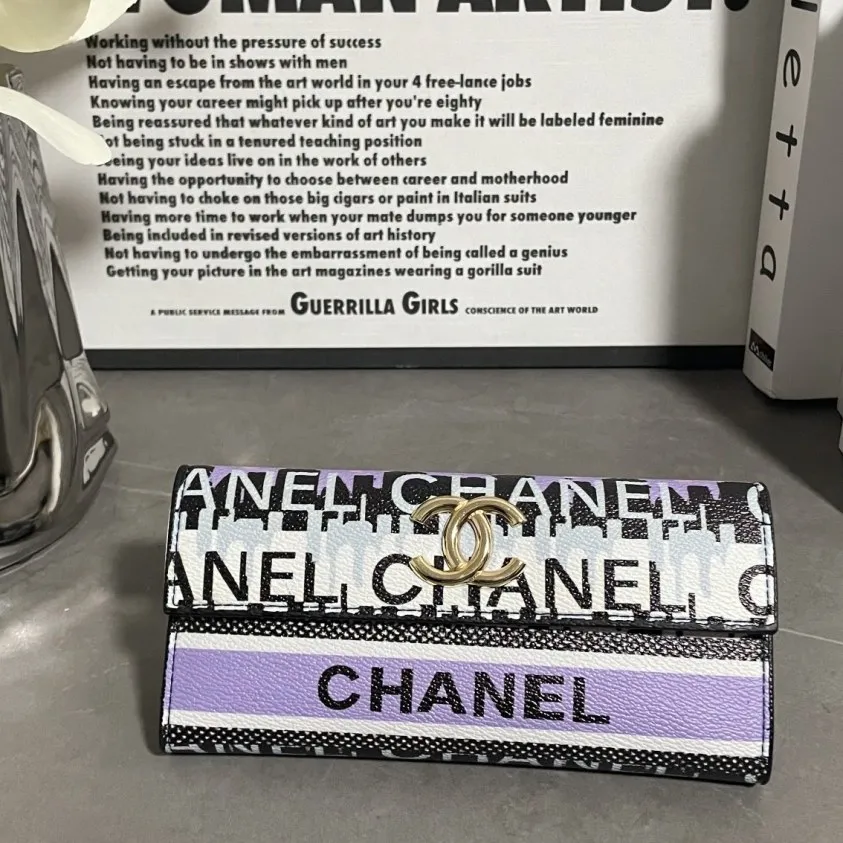 WOMAN ARTIST:
Working without the pressure of success
Not having to be in shows with men
Having an escape from the art world in your 4 free-lance jobs
Knowing your career might pick up after you're eighty
Being reassured that whatever kind of art you make it will be labeled feminine
ot being stuck in a tenured teaching position
eeing your ideas live on in the work of others
Having the opportunity to choose between career and motherhood
Not having to choke on those big cigars or paint in Italian suits
Having more time to work when your mate dumps you for someone younger
Being included in revised versions of art history
Not having to undergo the embarrassment of being called a genius
Getting your picture in the art magazines wearing a gorilla suit
A PUBLIC SERVICE MESSAGE FROM GUERRILLA GIRLS CONSCIENCE OF THE ART WORLD
etta
ANEL CHANEL C
ANEL CHANEL C
CHANEL
ANEL CHANEL